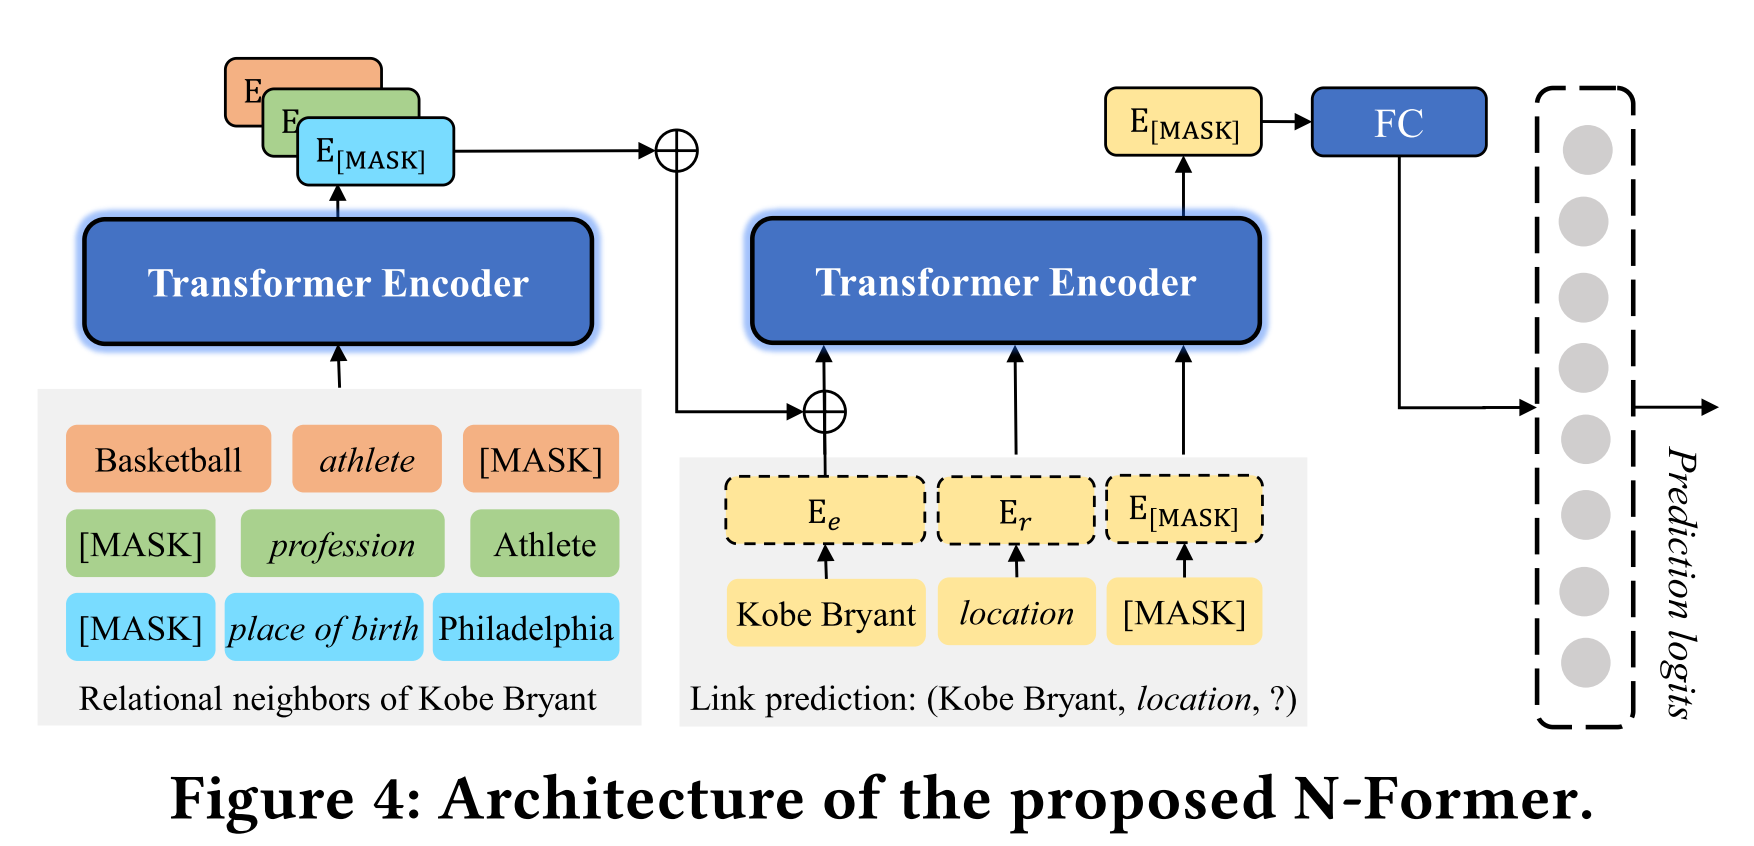 E
E
E[MASK]
E[MASK]
FC
Transformer Encoder
Transformer Encoder
Basketball athlete [MASK]
[MASK] profession Athlete
[MASK] place of birth Philadelphia
Relational neighbors of Kobe Bryant
Ee Er E[MASK]
Kobe Bryant location [MASK]
Link prediction: (Kobe Bryant, location, ?)
Prediction logits
Figure 4: Architecture of the proposed N-Former.